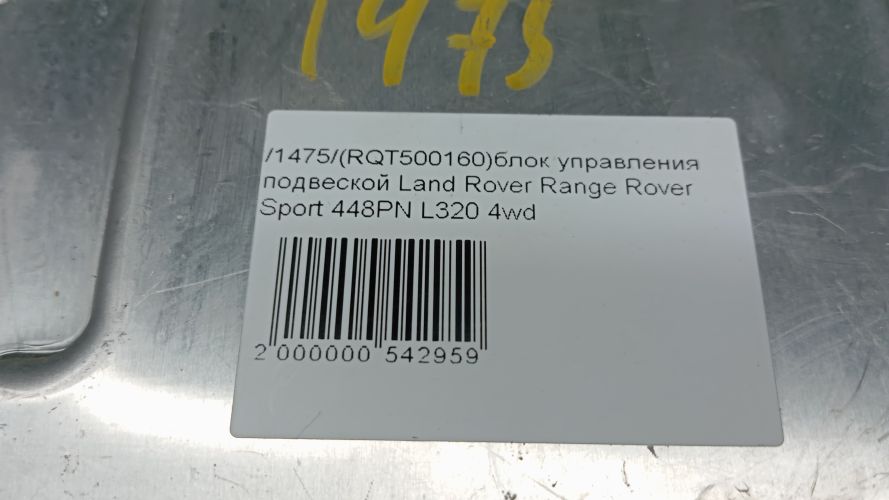 1475
/1475/(RQT500160)блок управления
подвеской Land Rover Range Rover
Sport 448PN L320 4wd
2 000000 542959